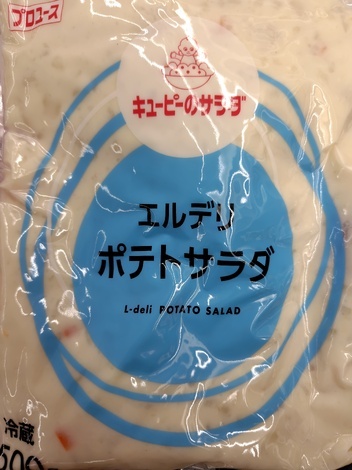 プロユース
キューピーのサラダ
エルデリ
ポテトサラダ
L-deli POTATO SALAD
冷蔵